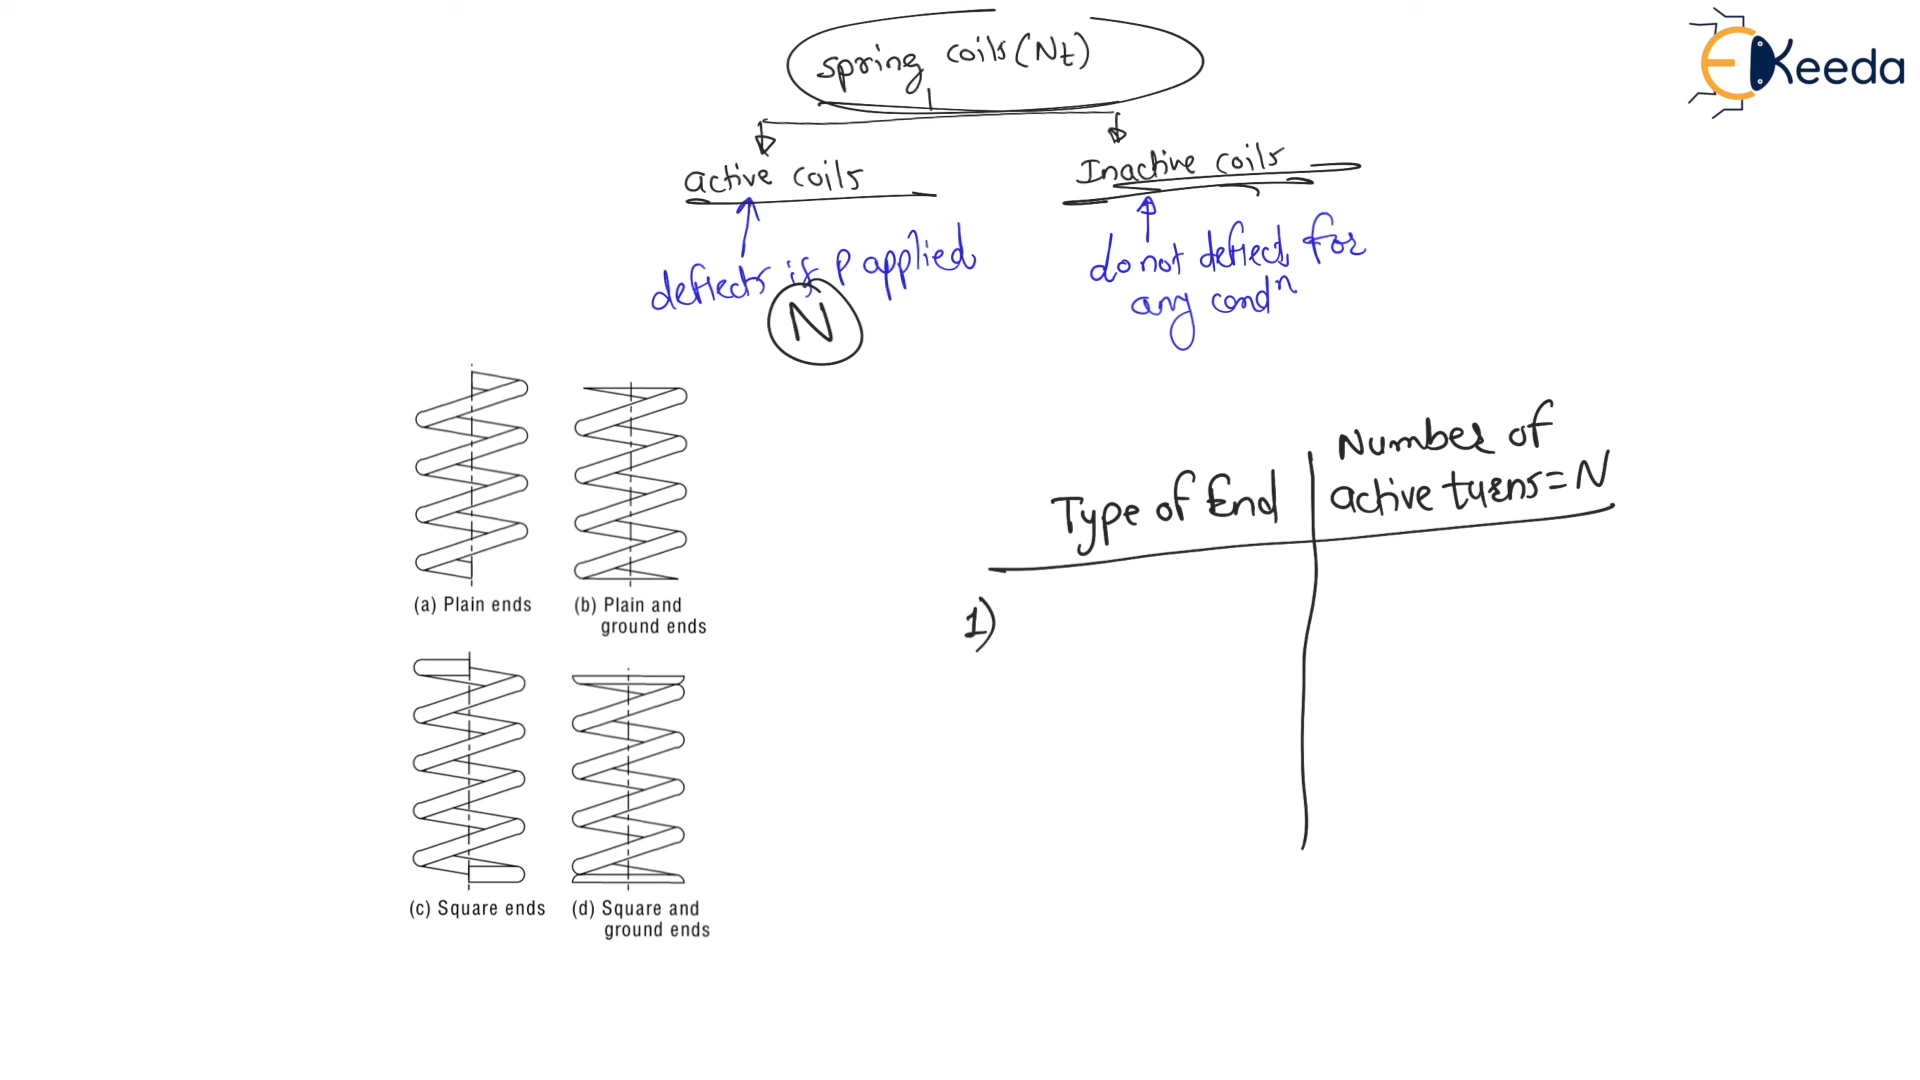 spring coils (Nt)
EKeeda
active coils
Inactive coils
deflects if P applied
N
do not deflect for
any condⁿ
(a) Plain ends
(b) Plain and
ground ends
(c) Square ends
(d) Square and
ground ends
Type of End
Number of
active turns = N
1)